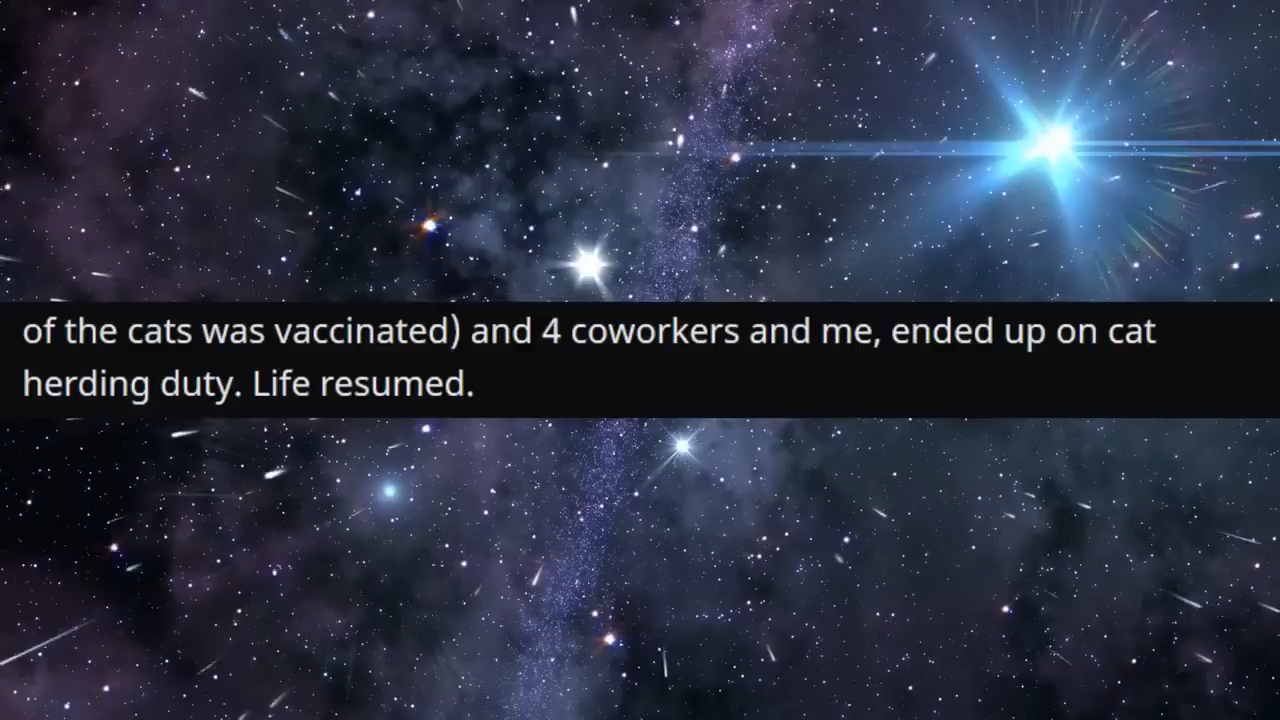 of the cats was vaccinated) and 4 coworkers and me, ended up on cat
herding duty. Life resumed.